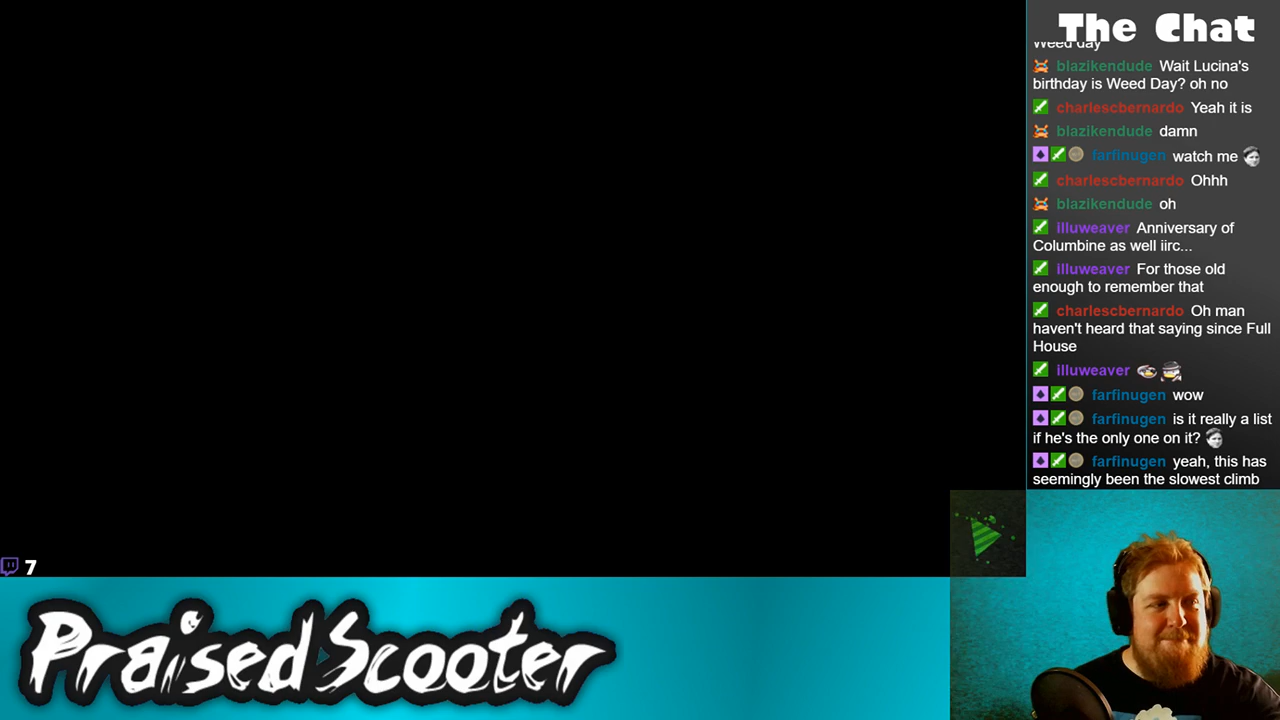 The Chat
Weed day
blazikendude Wait Lucina's
birthday is Weed Day? oh no
charlescbernardo Yeah it is
blazikendude damn
farfinugen watch me
charlescbernardo Ohhh
blazikendude oh
illuweaver Anniversary of
Columbine as well iirc...
illuweaver For those old
enough to remember that
charlescbernardo Oh man
haven't heard that saying since Full
House
illuweaver
farfinugen wow
farfinugen is it really a list
if he's the only one on it?
farfinugen yeah, this has
seemingly been the slowest climb
7
PraisedScooter